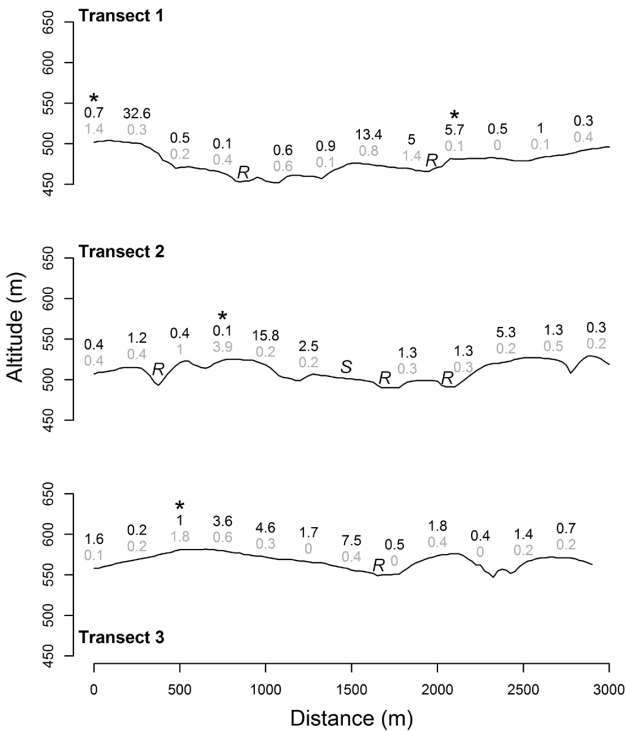 Transect 1
650
600
550
500
450
* *
0.7 32.6 0.5 0.1 0.6 0.9 13.4 5 5.7 0.5 1 0.3
1.4 0.3 0.2 0.4 0.6 0.1 0.8 1.4 0.1 0 0.1 0.4
R R
Transect 2
650
600
550
500
450
*
0.4 1.2 0.4 0.1 15.8 2.5 1.3 1.3 5.3 1.3 0.3
0.4 0.4 1 3.9 0.2 0.2 0.3 0.3 0.2 0.5 0.2
R S R R
Altitude (m)
650
600
550
500
450
*
1.6 0.2 1 3.6 4.6 1.7 7.5 0.5 1.8 0.4 1.4 0.7
0.1 0.2 1.8 0.6 0.3 0 0.4 0 0.4 0 0.2 0.2
R
Transect 3
0 500 1000 1500 2000 2500 3000
Distance (m)